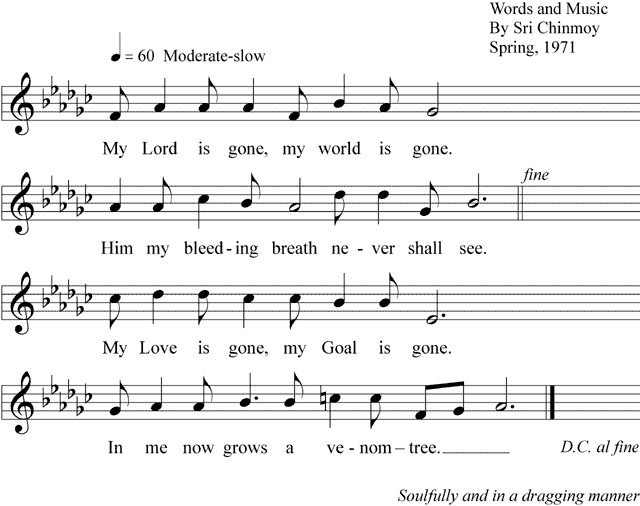 Words and Music
By Sri Chinmoy
Spring, 1971
= 60 Moderate-slow
My Lord is gone, my world is gone.
fine
Him my bleed - ing breath ne - ver shall see.
My Love is gone, my Goal is gone.
In me now grows a ve - nom – tree.
D.C. al fine
Soulfully and in a dragging manner